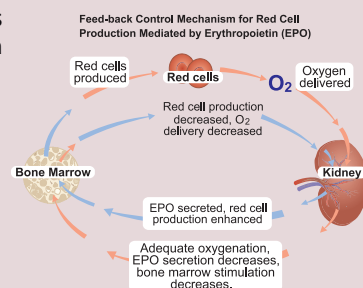 s
n
Feed-back Control Mechanism for Red Cell
Production Mediated by Erythropoietin (EPO)
Red cells
produced
Red cells
O₂
Oxygen
delivered
Red cell production
decreased, O₂
delivery decreased
Bone Marrow
Kidney
EPO secreted, red cell
production enhanced
Adequate oxygenation,
EPO secretion decreases,
bone marrow stimulation
decreases.